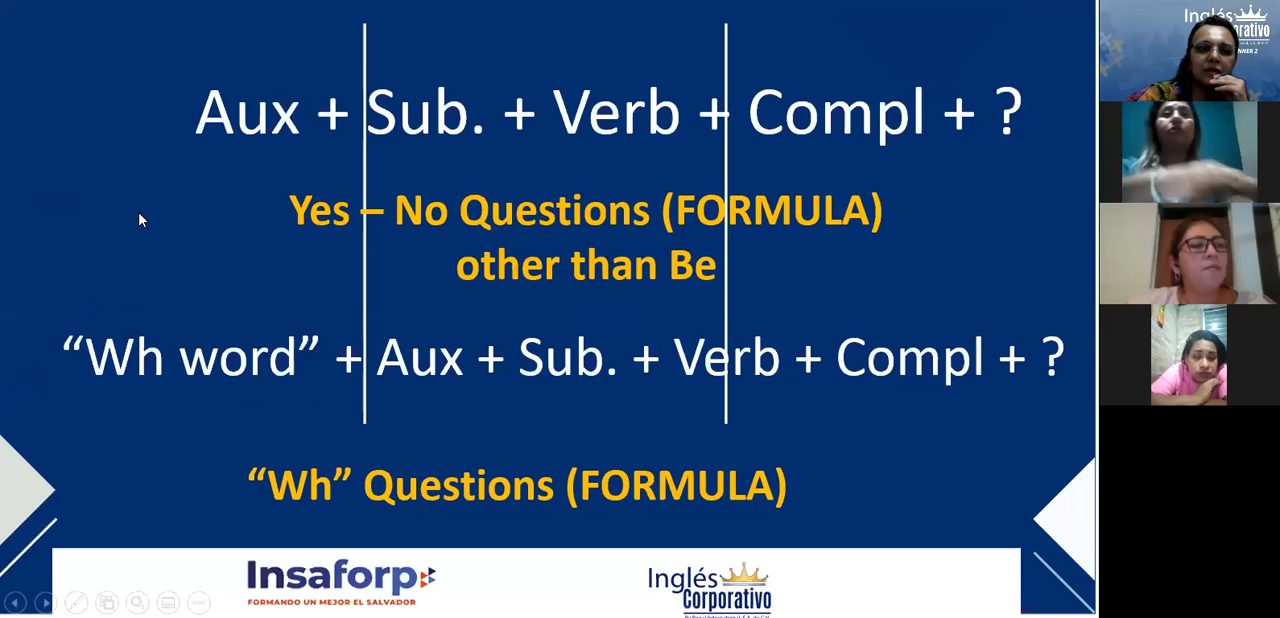 Aux + Sub. + Verb + Compl + ?
Yes – No Questions (FORMULA)
other than Be
“Wh word” + Aux + Sub. + Verb + Compl + ?
“Wh” Questions (FORMULA)
Insaforp
FORMANDO UN MEJOR EL SALVADOR
Inglés
Corporativo
Inglés